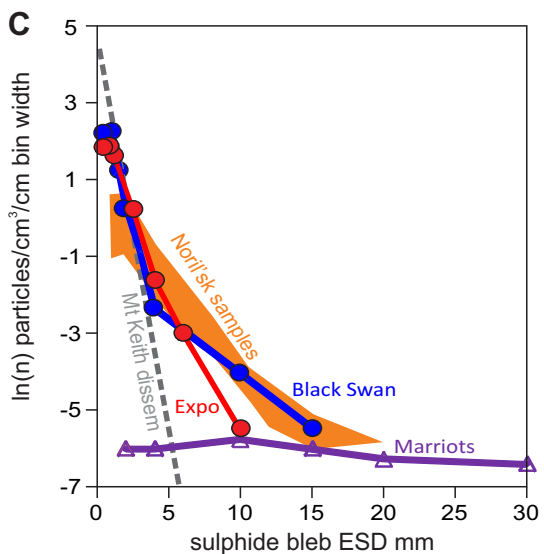 C
ln(n) particles/cm³/cm bin width
5
3
1
-1
-3
-5
-7
Noril'sk samples
Mt Keith dissem
Black Swan
Expo
Marriots
0
5
10
15
20
25
30
sulphide bleb ESD mm